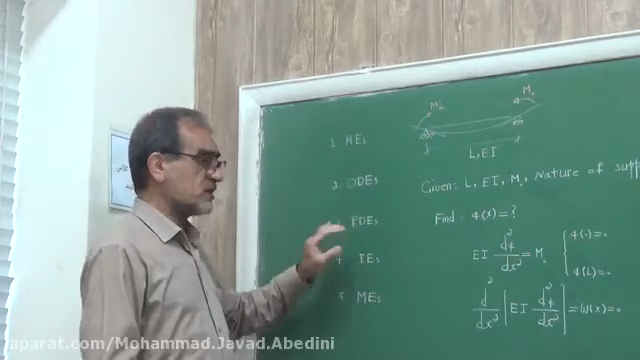 1 REs
2 ODEs
3 PDEs
4 IEs
5 MEs
M₀ M₀
L, EI
Given: L, EI, M₀, Nature of supp
Find: φ(x) = ?
EI d²φ/dx² = M₀ { φ(0)=0 φ(L)=0
d²/dx² [EI d²φ/dx²] = W(x) = 0
aparat.com/Mohammad.Javad.Abedini